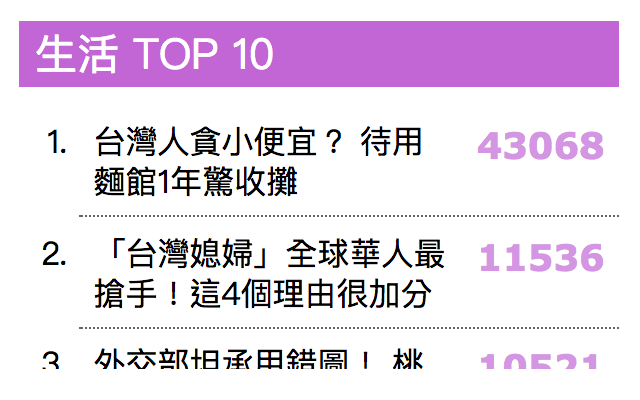 生活 TOP 10
1. 台灣人貪小便宜？ 待用 43068
麵館1年驚收攤
2. 「台灣媳婦」全球華人最 11536
搶手！這4個理由很加分
3. 外交部坦承用錯圖！ 桃 10521